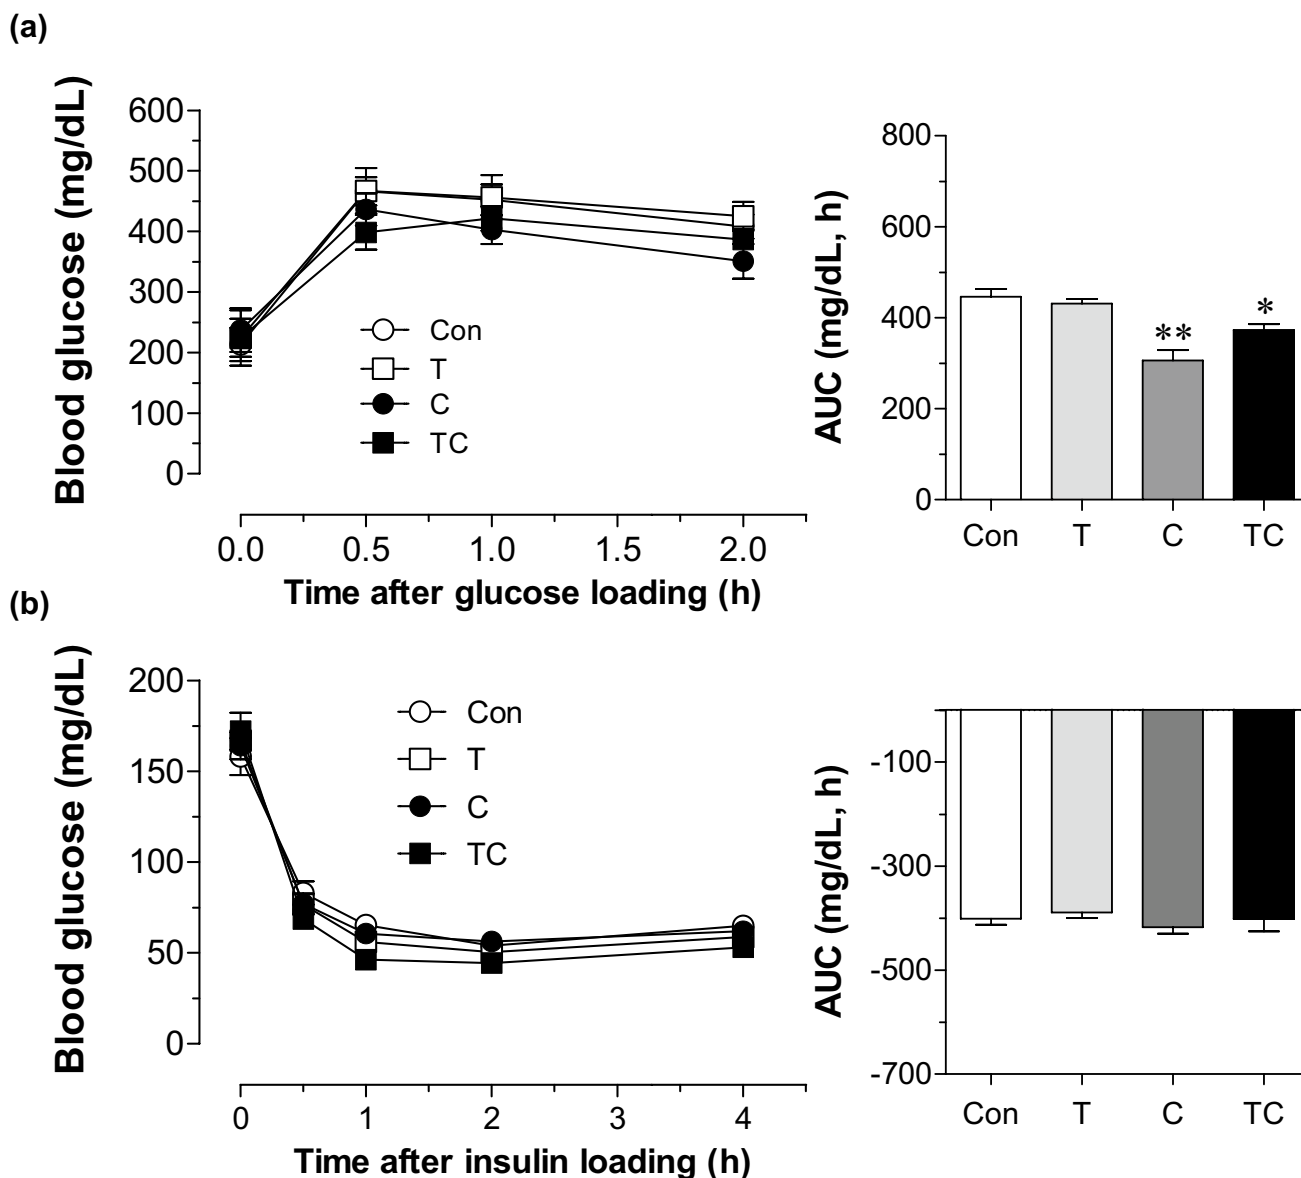 (a)
Blood glucose (mg/dL)
600
500
400
300
200
100
0
Con
T
C
TC
0.0
0.5
1.0
1.5
2.0
Time after glucose loading (h)
AUC (mg/dL, h)
800
600
400
200
0
**
*
Con
T
C
TC
(b)
Blood glucose (mg/dL)
200
150
100
50
0
Con
T
C
TC
0
1
2
3
4
Time after insulin loading (h)
AUC (mg/dL, h)
-100
-300
-500
-700
Con
T
C
TC